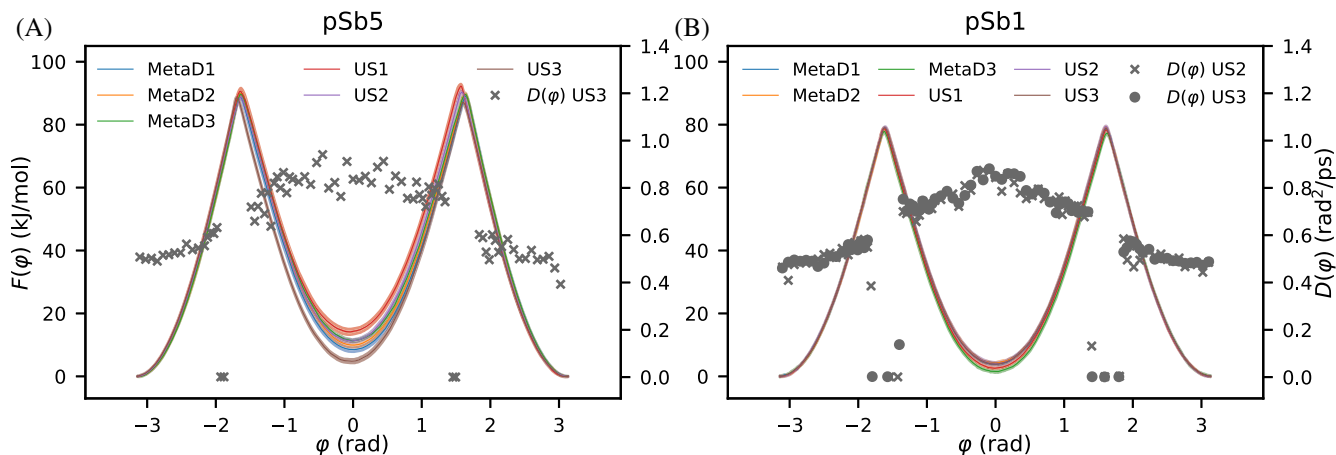 (A)
pSb5
F(φ) (kJ/mol)
100
80
60
40
20
0
MetaD1
MetaD2
MetaD3
US1
US2
US3
D(φ) US3
1.4
1.2
1.0
0.8
0.6
0.4
0.2
0.0
−3
−2
−1
0
1
2
3
φ (rad)
(B)
pSb1
MetaD1
MetaD2
MetaD3
US1
US2
US3
D(φ) US2
D(φ) US3
100
80
60
40
20
0
1.4
1.2
1.0
0.8
0.6
0.4
0.2
0.0
D(φ) (rad²/ps)
−3
−2
−1
0
1
2
3
φ (rad)